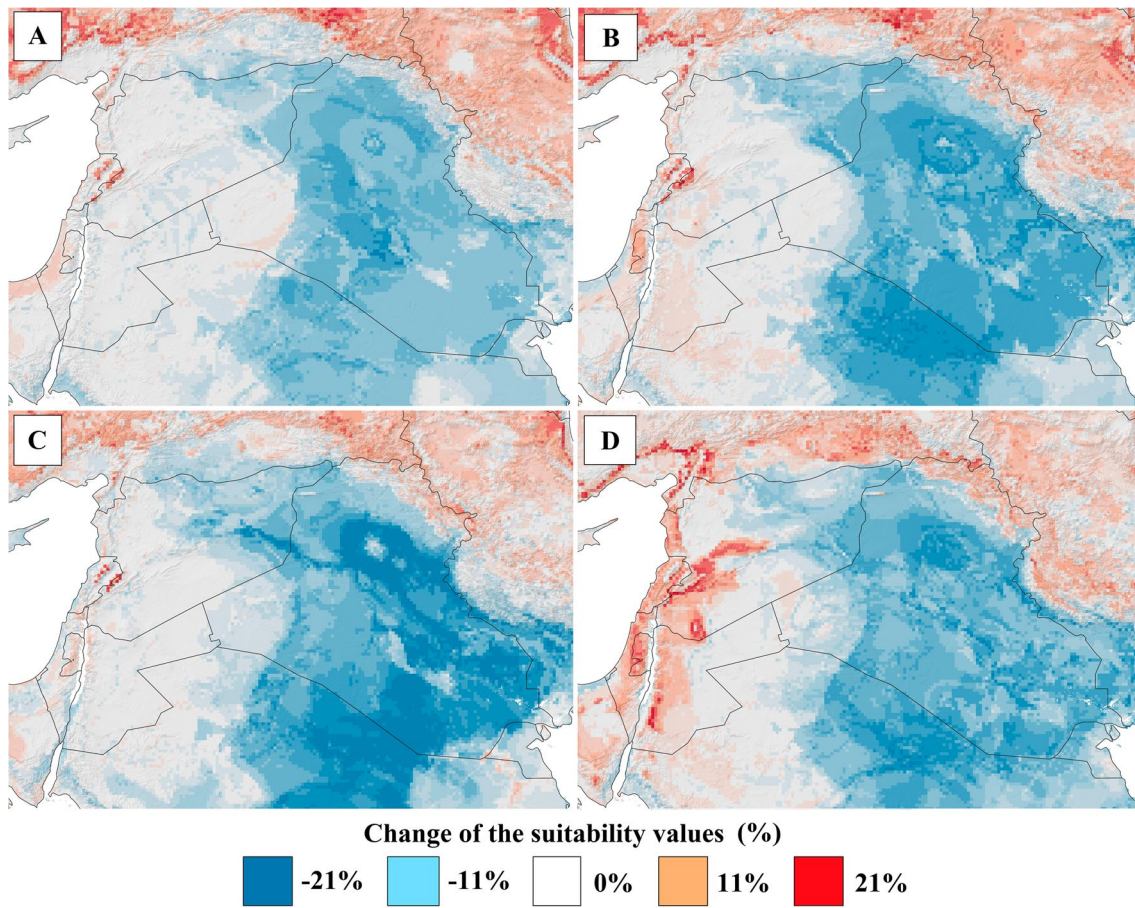 A
B
C
D
Change of the suitability values (%)
-21% -11% 0% 11% 21%